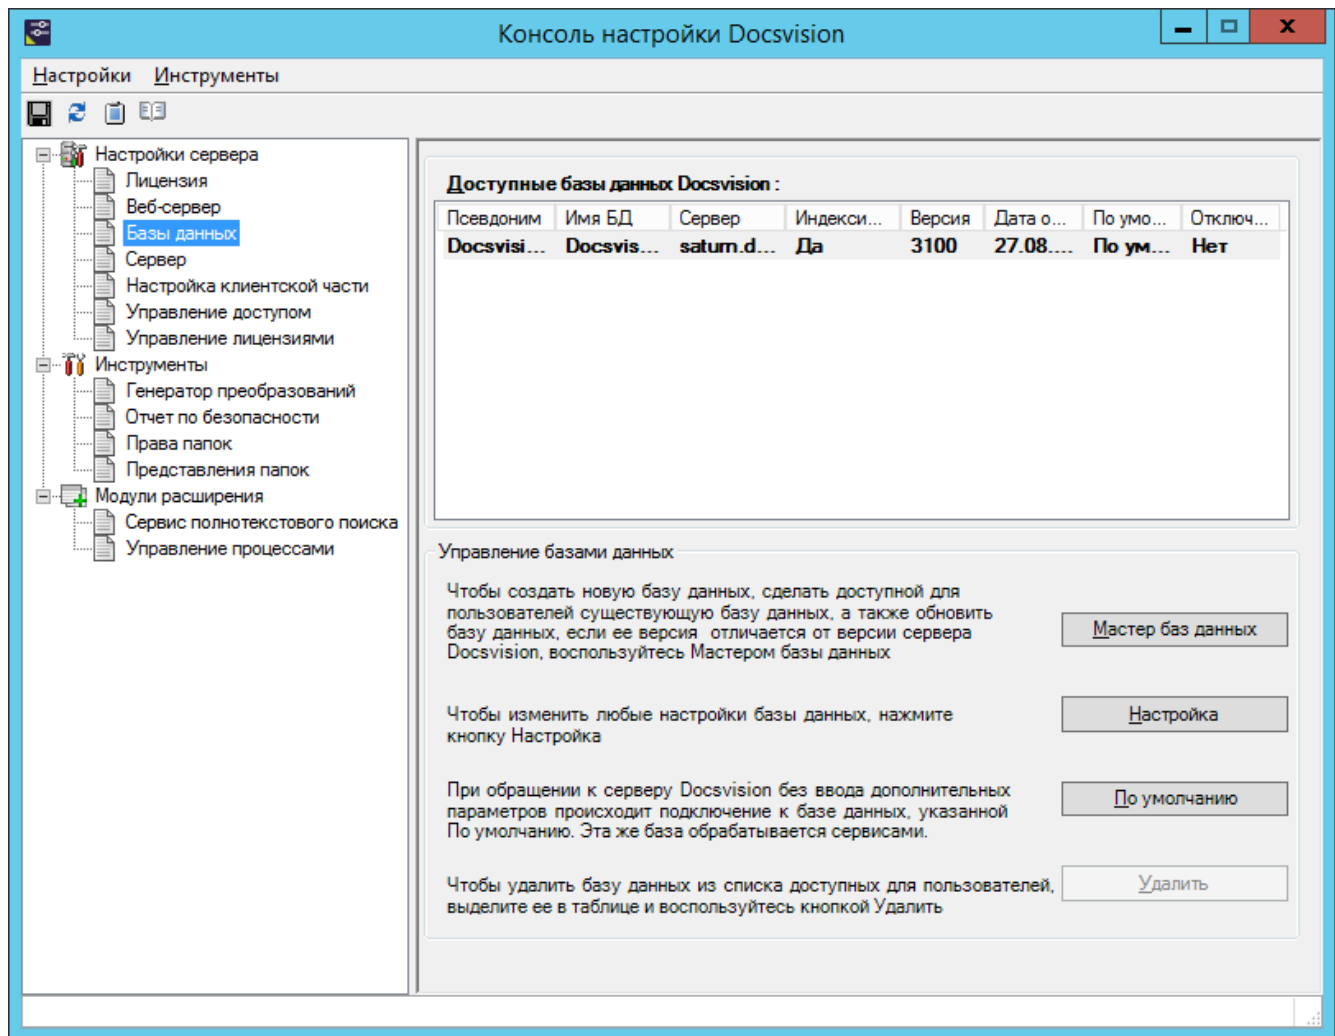 Консоль настройки Docsvision
Настройки Инструменты
Настройки сервера
Лицензия
Веб-сервер
Базы данных
Сервер
Настройка клиентской части
Управление доступом
Управление лицензиями
Инструменты
Генератор преобразований
Отчет по безопасности
Права папок
Представления папок
Модули расширения
Сервис полнотекстового поиска
Управление процессами
Доступные базы данных Docsvision :
Псевдоним Имя БД Сервер Индекси... Версия Дата о... По умо... Отключ...
Docsvisi... Docsvis... saturn.d... Да 3100 27.08.... По ум... Нет
Управление базами данных
Чтобы создать новую базу данных, сделать доступной для
пользователей существующую базу данных, а также обновить
базу данных, если ее версия отличается от версии сервера
Docsvision, воспользуйтесь Мастером базы данных
Мастер баз данных
Чтобы изменить любые настройки базы данных, нажмите
кнопку Настройка
Настройка
При обращении к серверу Docsvision без ввода дополнительных
параметров происходит подключение к базе данных, указанной
По умолчанию. Эта же база обрабатывается сервисами.
По умолчанию
Чтобы удалить базу данных из списка доступных для пользователей,
выделите ее в таблице и воспользуйтесь кнопкой Удалить
Удалить